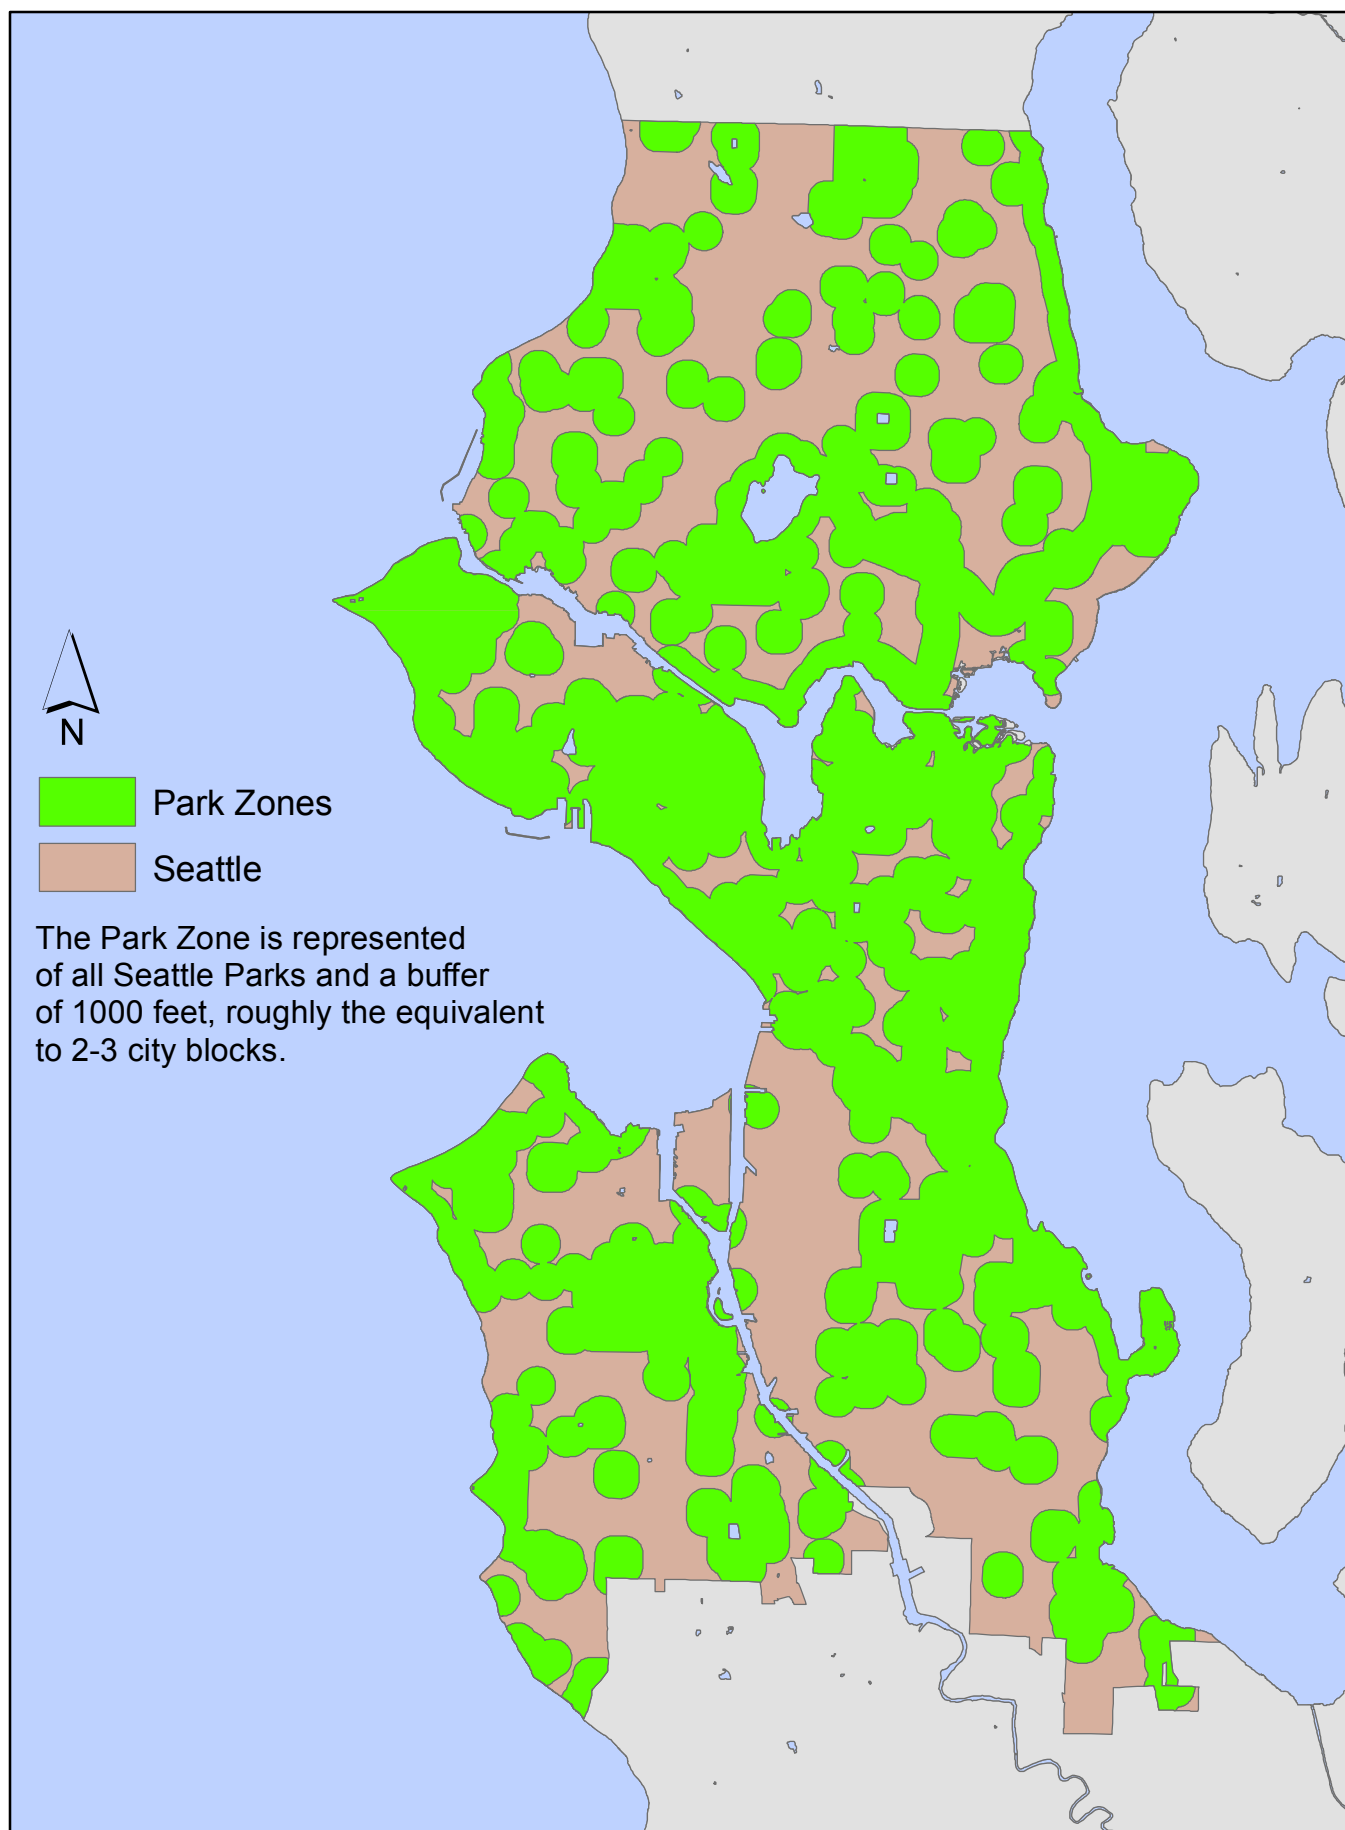 N
Park Zones
Seattle
The Park Zone is represented
of all Seattle Parks and a buffer
of 1000 feet, roughly the equivalent
to 2-3 city blocks.